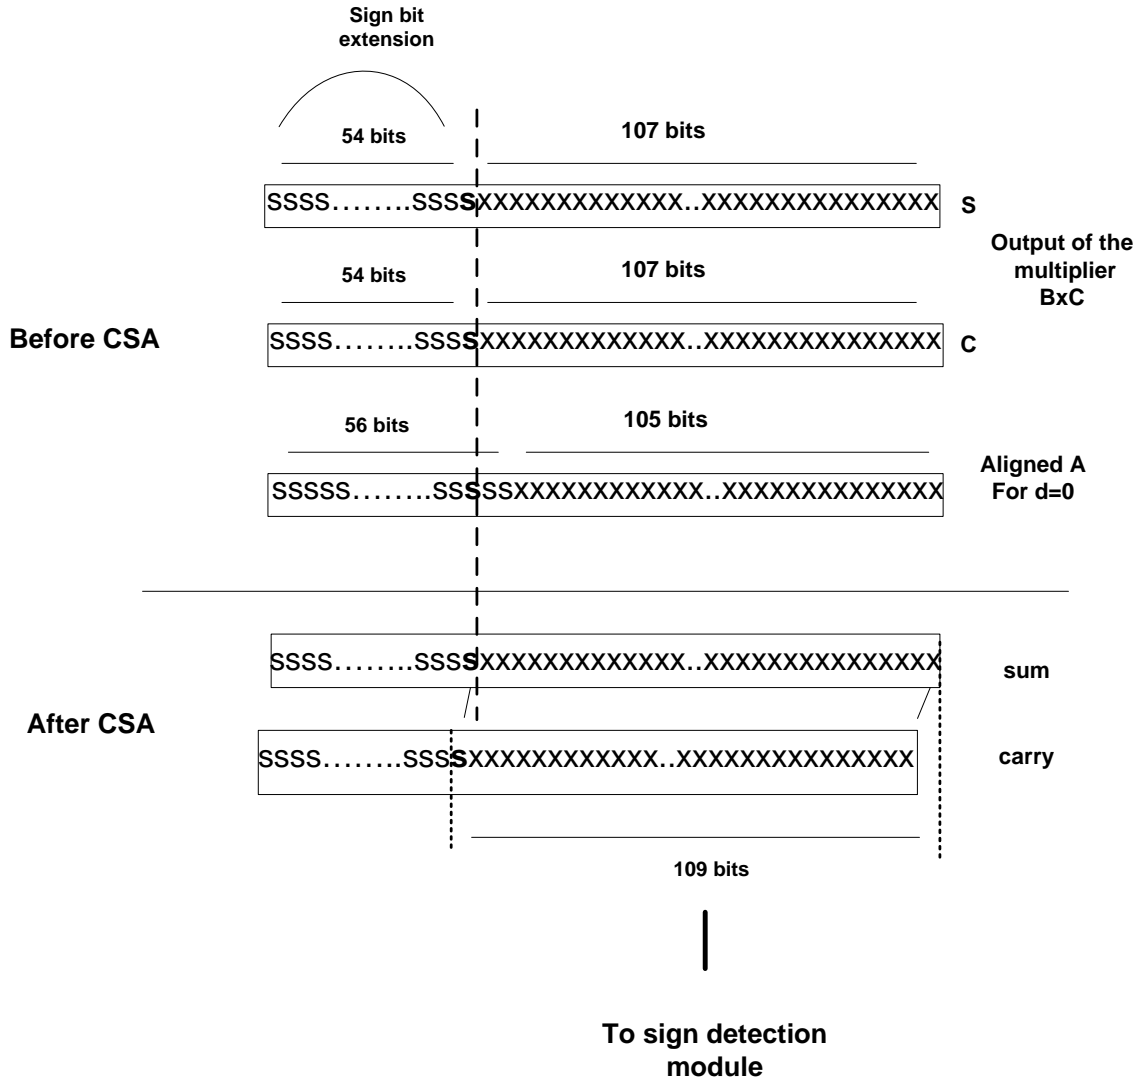 Sign bit
extension
54 bits
107 bits
SSSS........SSSSXXXXXXXXXXXXX..XXXXXXXXXXXXXXX
S
Output of the
multiplier
BxC
54 bits
107 bits
Before CSA
SSSS........SSSSXXXXXXXXXXXXX..XXXXXXXXXXXXXXX
C
56 bits
105 bits
SSSSS........SSSSSXXXXXXXXXXXX..XXXXXXXXXXXXXX
Aligned A
For d=0
SSSS........SSSSXXXXXXXXXXXXX..XXXXXXXXXXXXXXX
sum
After CSA
SSSS........SSSSXXXXXXXXXXXX..XXXXXXXXXXXXXXX
carry
109 bits
To sign detection
module